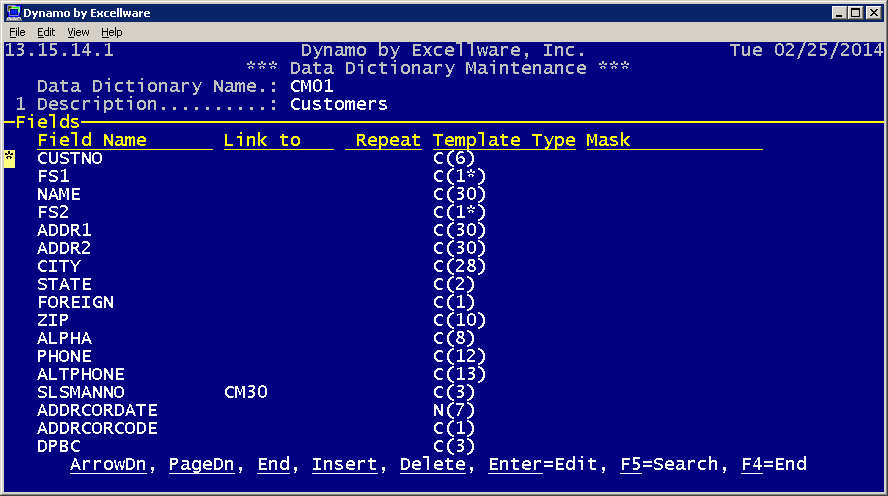 Dynamo by Excellware
File Edit View Help
13.15.14.1 Dynamo by Excellware, Inc. Tue 02/25/2014
*** Data Dictionary Maintenance ***
Data Dictionary Name.: CM01
1 Description..........: Customers
Fields
Field Name Link to Repeat Template Type Mask
* CUSTNO C(6)
FS1 C(1*)
NAME C(30)
FS2 C(1*)
ADDR1 C(30)
ADDR2 C(30)
CITY C(28)
STATE C(2)
FOREIGN C(1)
ZIP C(10)
ALPHA C(8)
PHONE C(12)
ALTPHONE C(13)
SLSMANNO CM30 C(3)
ADDRCORDATE N(7)
ADDRCORCODE C(1)
DPBC C(3)
ArrowDn, PageDn, End, Insert, Delete, Enter=Edit, F5=Search, F4=End